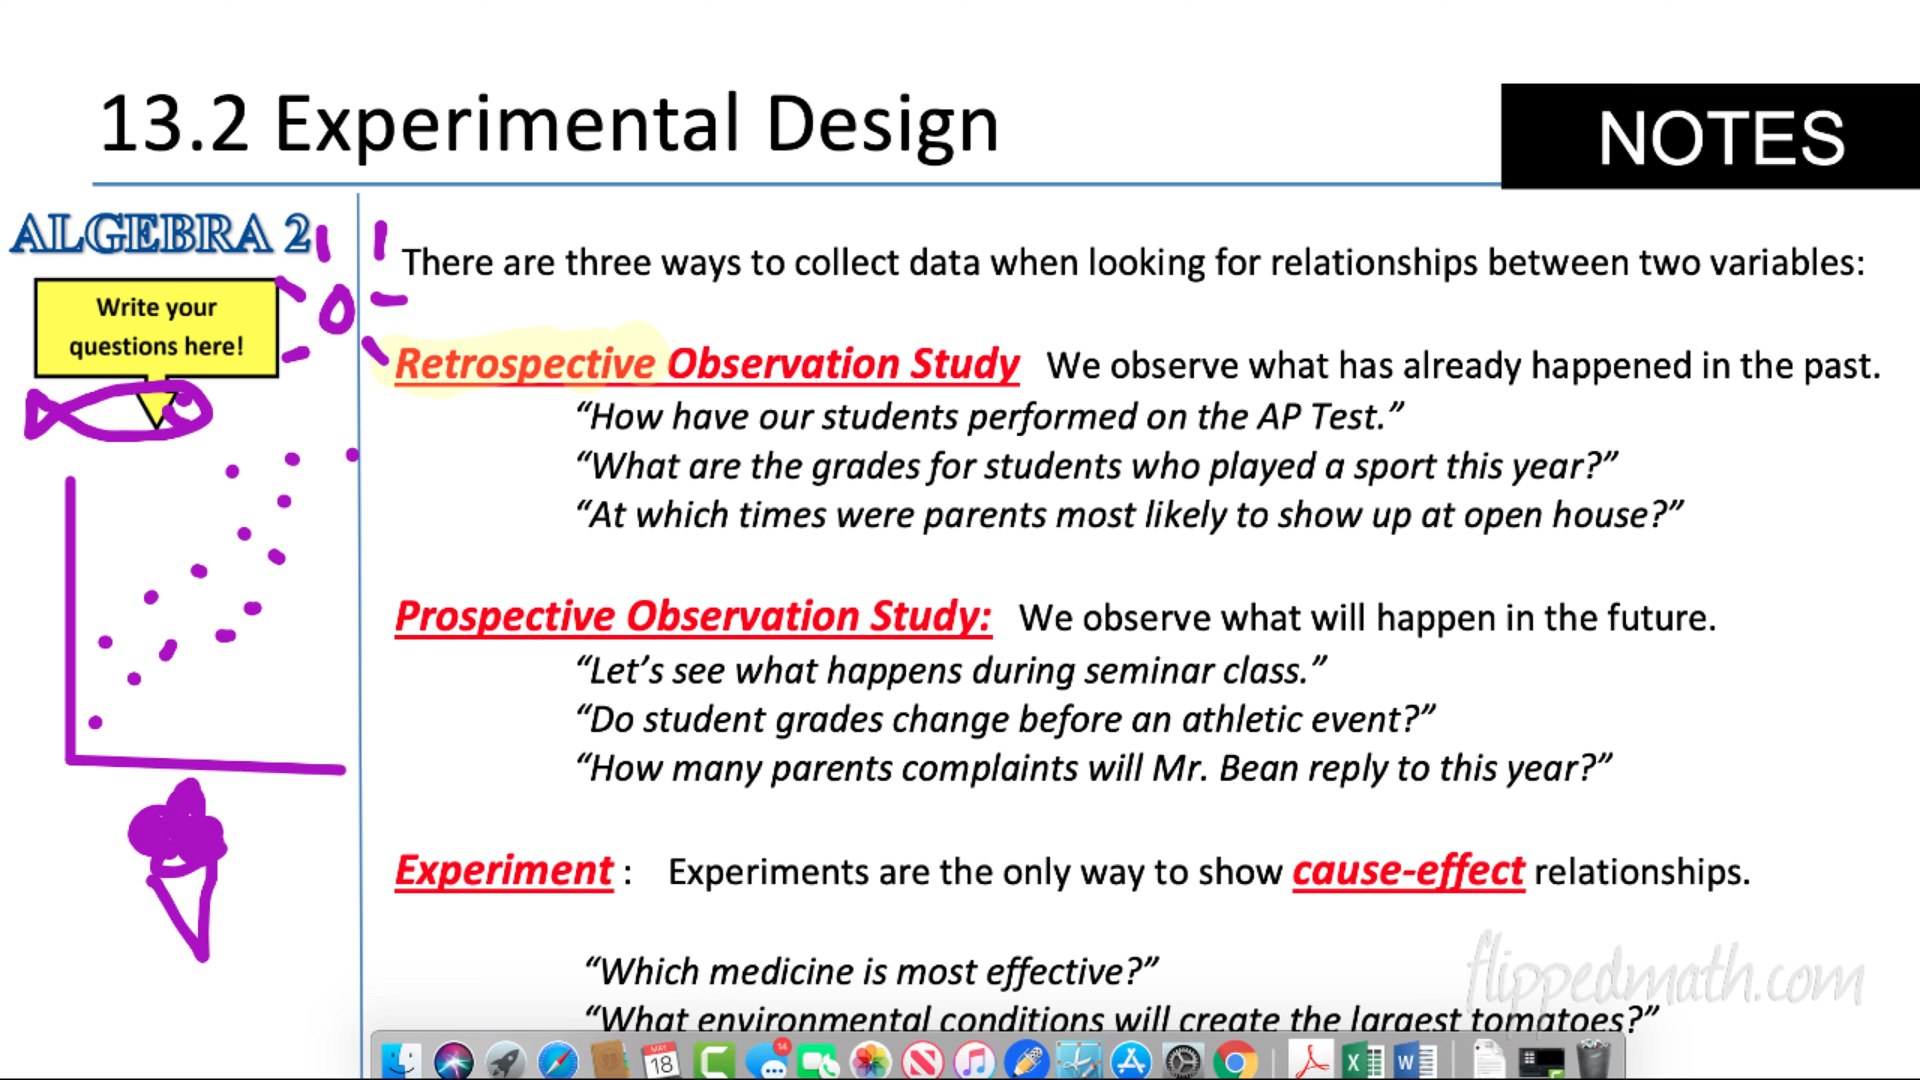 13.2 Experimental Design
NOTES
ALGEBRA 2
Write your
questions here!
There are three ways to collect data when looking for relationships between two variables:
Retrospective Observation Study We observe what has already happened in the past.
“How have our students performed on the AP Test.”
“What are the grades for students who played a sport this year?”
“At which times were parents most likely to show up at open house?”
Prospective Observation Study: We observe what will happen in the future.
“Let’s see what happens during seminar class.”
“Do student grades change before an athletic event?”
“How many parents complaints will Mr. Bean reply to this year?”
Experiment : Experiments are the only way to show cause-effect relationships.
“Which medicine is most effective?”
“What environmental conditions will create the largest tomatoes?”
flippedmath.com
MAY
18
14